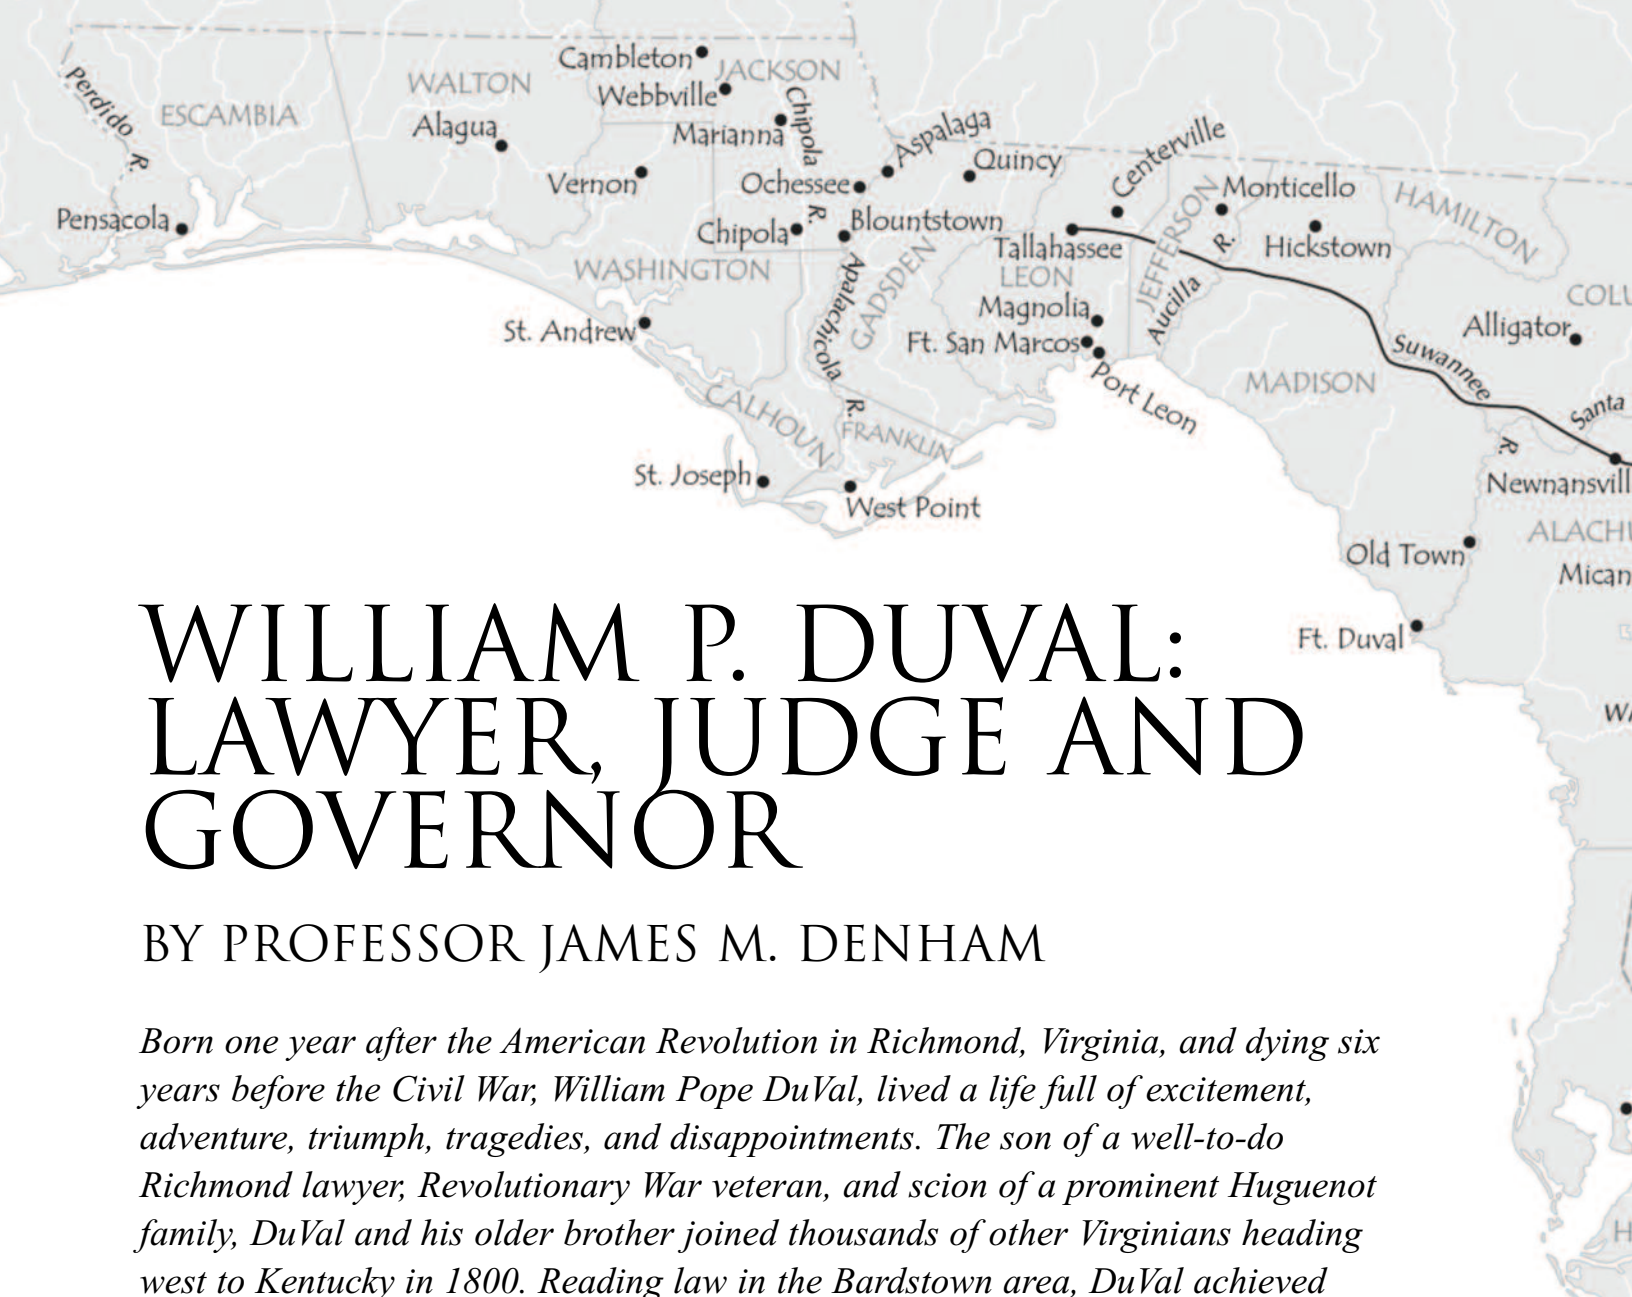 Cambleton
JACKSON
WALTON
Webbville
Perdido R.
ESCAMBIA
Alagua
Marianna
Chipola R.
Aspalaga
Centerville
Quincy
Vernon
Ochessee
JEFFERSON
Monticello
HAMILTON
Pensacola
Chipola
Blountstown
Tallahassee
Hickstown
WASHINGTON
Apalachicola R.
GADSDEN
LEON
Aucilla R.
Magnolia
COLU
St. Andrew
Ft. San Marcos
Alligator
Suwannee R.
Port Leon
MADISON
CALHOUN
FRANKLIN
Santa
St. Joseph
West Point
Newnansvill
ALACHU
Old Town
Mican
Ft. Duval
WA
WILLIAM P. DUVAL:
LAWYER, JUDGE AND
GOVERNOR
BY PROFESSOR JAMES M. DENHAM
Born one year after the American Revolution in Richmond, Virginia, and dying six
years before the Civil War, William Pope DuVal, lived a life full of excitement,
adventure, triumph, tragedies, and disappointments. The son of a well-to-do
Richmond lawyer, Revolutionary War veteran, and scion of a prominent Huguenot
family, DuVal and his older brother joined thousands of other Virginians heading
west to Kentucky in 1800. Reading law in the Bardstown area, DuVal achieved
H